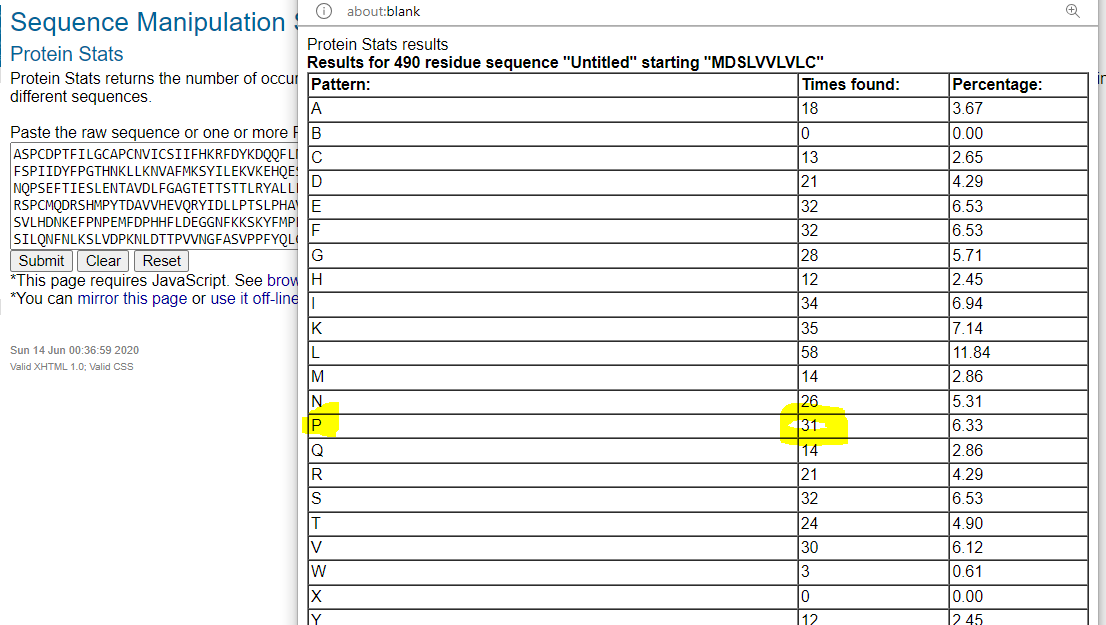 Sequence Manipulation
Protein Stats
Protein Stats returns the number of
different sequences.
Paste the raw sequence or one or more
ASPCDPTFILGCAPCNVICSIIFHKRFDYKDQQFL
FSPIIDYFPGTHNKLLKNVAFMKSYILEKVKEHQE
NQPSEFTIESLENTAVDLFGAGTETTSTTLRYALL
RSPCMQDRSHMPYTDAVVHEVQRYIDLLPTSLPHA
SVLHDNKEFPNPEMFDPHHFLDEGGNFKKSKYFMP
SILQNFNLKSLVDPKNLDTTPVVNGFASVPPFYQL
Submit Clear Reset
*This page requires JavaScript. See
*You can mirror this page or use it off-line
Sun 14 Jun 00:36:59 2020
Valid XHTML 1.0; Valid CSS
about:blank
Protein Stats results
Results for 490 residue sequence "Untitled" starting "MDSLVVLVLC"
Pattern: Times found: Percentage:
A 18 3.67
B 0 0.00
C 13 2.65
D 21 4.29
E 32 6.53
F 32 6.53
G 28 5.71
H 12 2.45
I 34 6.94
K 35 7.14
L 58 11.84
M 14 2.86
N 26 5.31
P 31 6.33
Q 14 2.86
R 21 4.29
S 32 6.53
T 24 4.90
V 30 6.12
W 3 0.61
X 0 0.00
Y 12 2.45